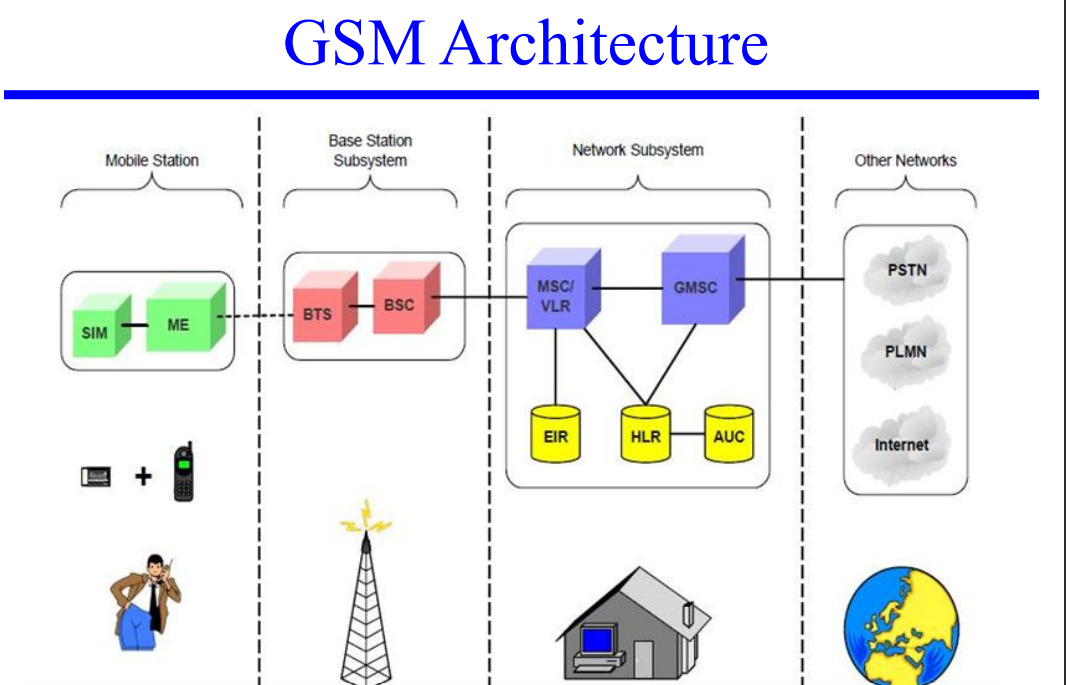 GSM Architecture
Mobile Station
Base Station
Subsystem
Network Subsystem
Other Networks
SIM
ME
BTS
BSC
MSC/
VLR
GMSC
EIR
HLR
AUC
PSTN
PLMN
Internet
+